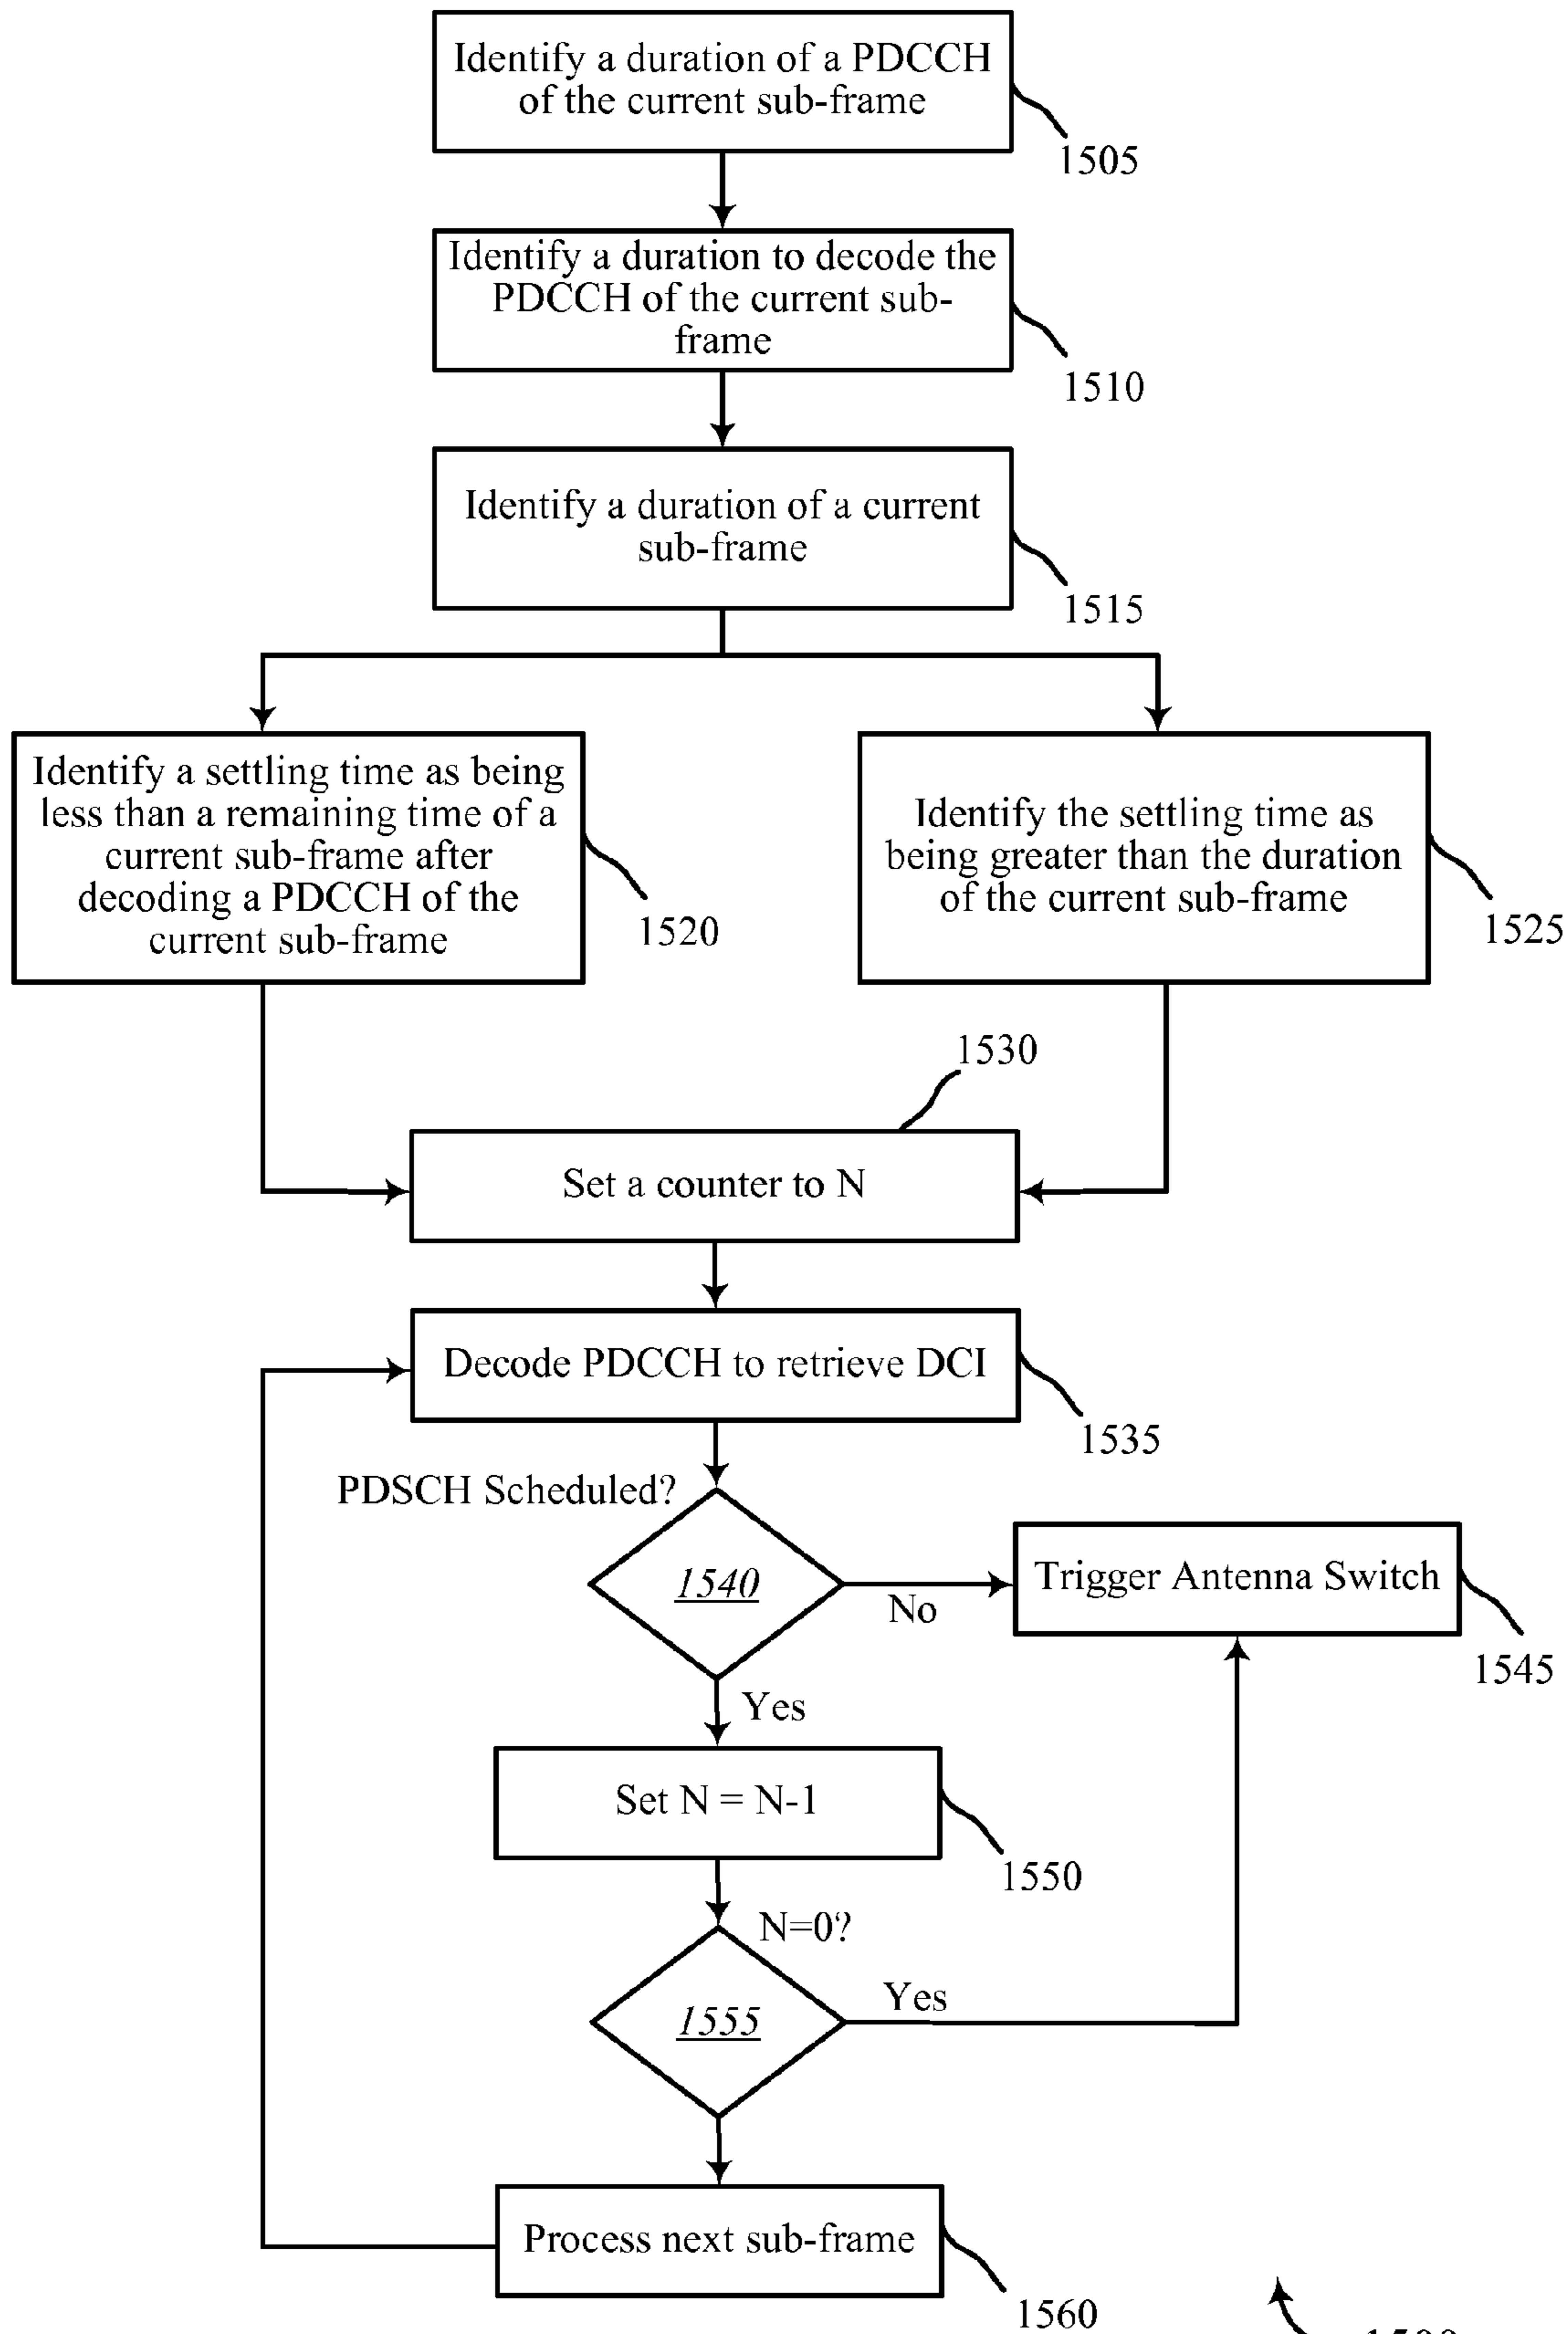 Identify a duration of a PDCCH
of the current sub-frame
1505
Identify a duration to decode the
PDCCH of the current sub-
frame
1510
Identify a duration of a current
sub-frame
1515
Identify a settling time as being
less than a remaining time of a
current sub-frame after
decoding a PDCCH of the
current sub-frame
1520
Identify the settling time as
being greater than the duration
of the current sub-frame
1525
1530
Set a counter to N
Decode PDCCH to retrieve DCI
1535
PDSCH Scheduled?
1540
No
Trigger Antenna Switch
1545
Yes
Set N = N-1
1550
N=0?
1555
Yes
Process next sub-frame
1560